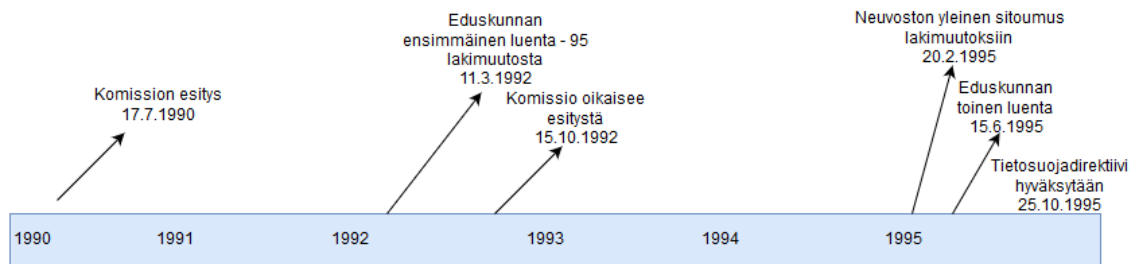 Komission esitys
17.7.1990
Eduskunnan
ensimmäinen luenta - 95
lakimuutosta
11.3.1992
Komissio oikaisee
esitystä
15.10.1992
Neuvoston yleinen sitoumus
lakimuutoksiin
20.2.1995
Eduskunnan
toinen luenta
15.6.1995
Tietosuojadirektiivi
hyväksytään
25.10.1995
1990 1991 1992 1993 1994 1995